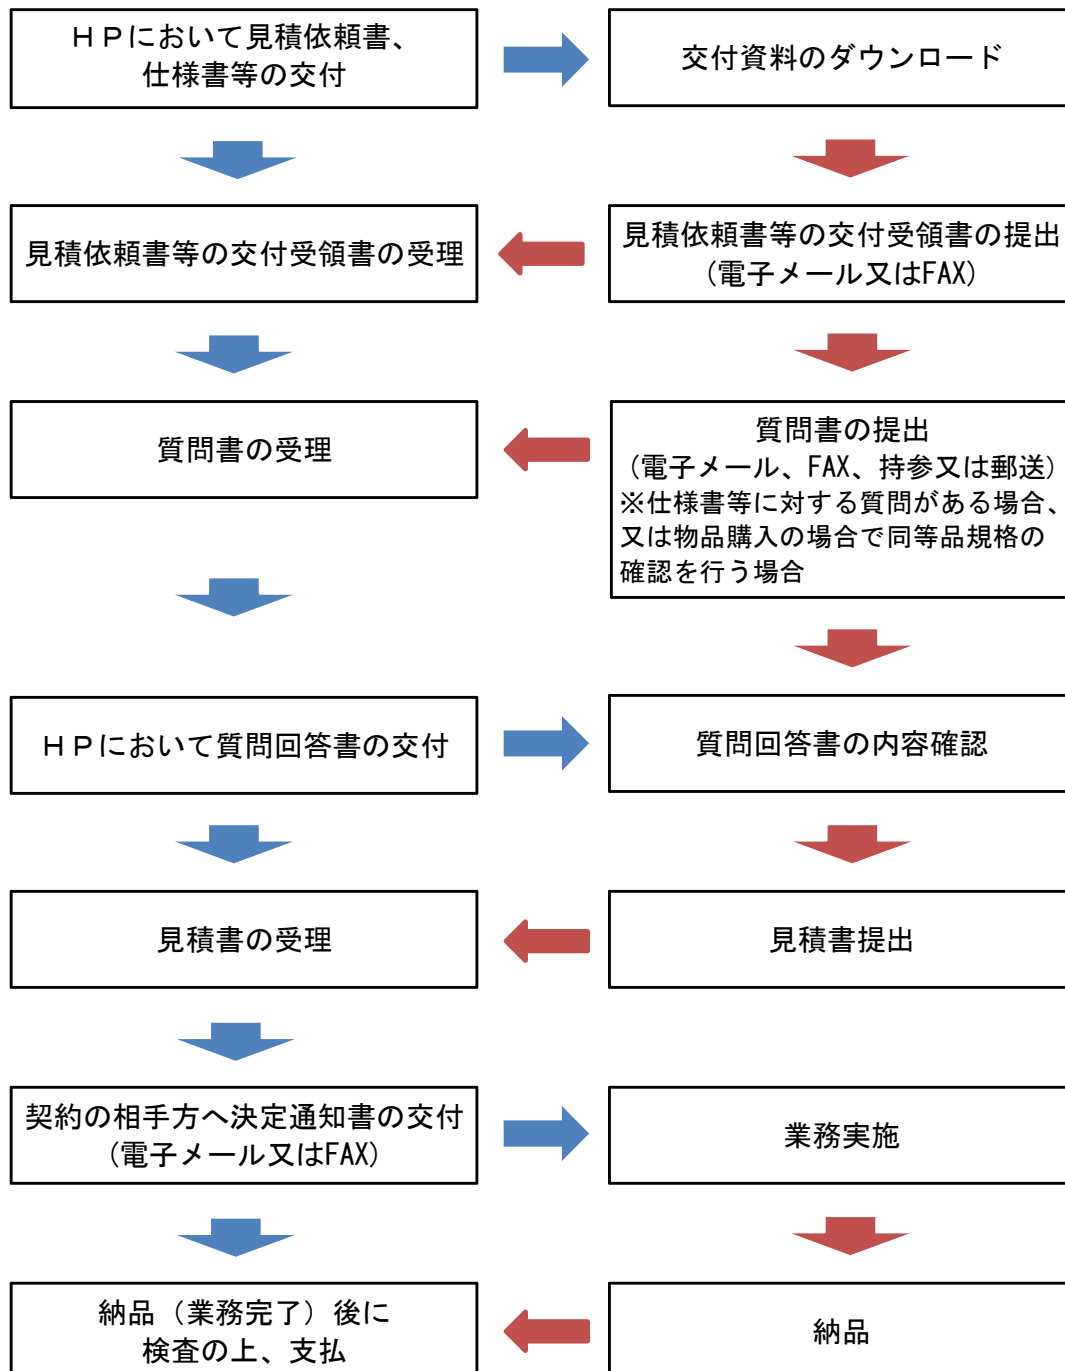 ＨＰにおいて見積依頼書、
仕様書等の交付
交付資料のダウンロード
見積依頼書等の交付受領書の受理
見積依頼書等の交付受領書の提出
(電子メール又はFAX)
質問書の受理
質問書の提出
（電子メール、FAX、持参又は郵送）
※仕様書等に対する質問がある場合、
又は物品購入の場合で同等品規格の
確認を行う場合
ＨＰにおいて質問回答書の交付
質問回答書の内容確認
見積書の受理
見積書提出
契約の相手方へ決定通知書の交付
(電子メール又はFAX)
業務実施
納品（業務完了）後に
検査の上、支払
納品